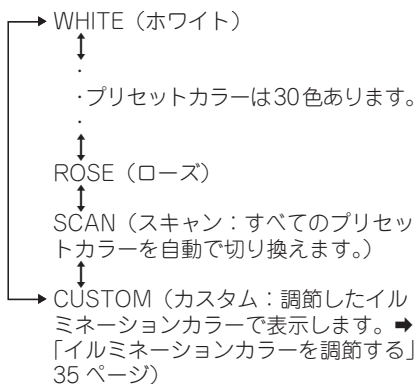 WHITE（ホワイト）
・
・プリセットカラーは30色あります。
・
ROSE（ローズ）
SCAN（スキャン：すべてのプリセッ
トカラーを自動で切り換えます。）
CUSTOM（カスタム：調節したイル
ミネーションカラーで表示します。➡
「イルミネーションカラーを調節する」
35 ページ）